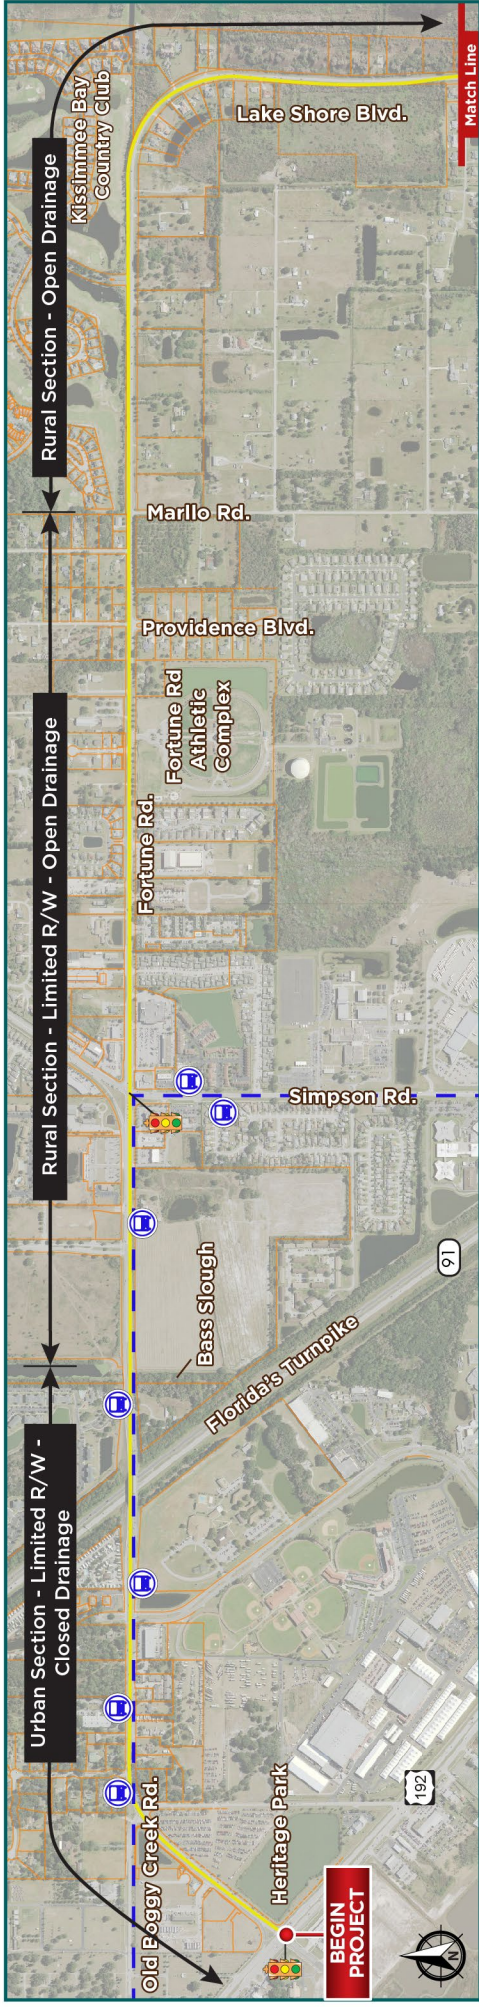 Urban Section - Limited R/W -
Closed Drainage
Rural Section - Limited R/W - Open Drainage
Rural Section - Open Drainage
Kissimmee Bay
Country Club
Old Boggy Creek Rd.
Heritage Park
BEGIN
PROJECT
N
192
Florida's Turnpike
Bass Slough
91
Simpson Rd.
Fortune Rd.
Fortune Rd
Athletic
Complex
Providence Blvd.
Marllo Rd.
Lake Shore Blvd.
Match Line